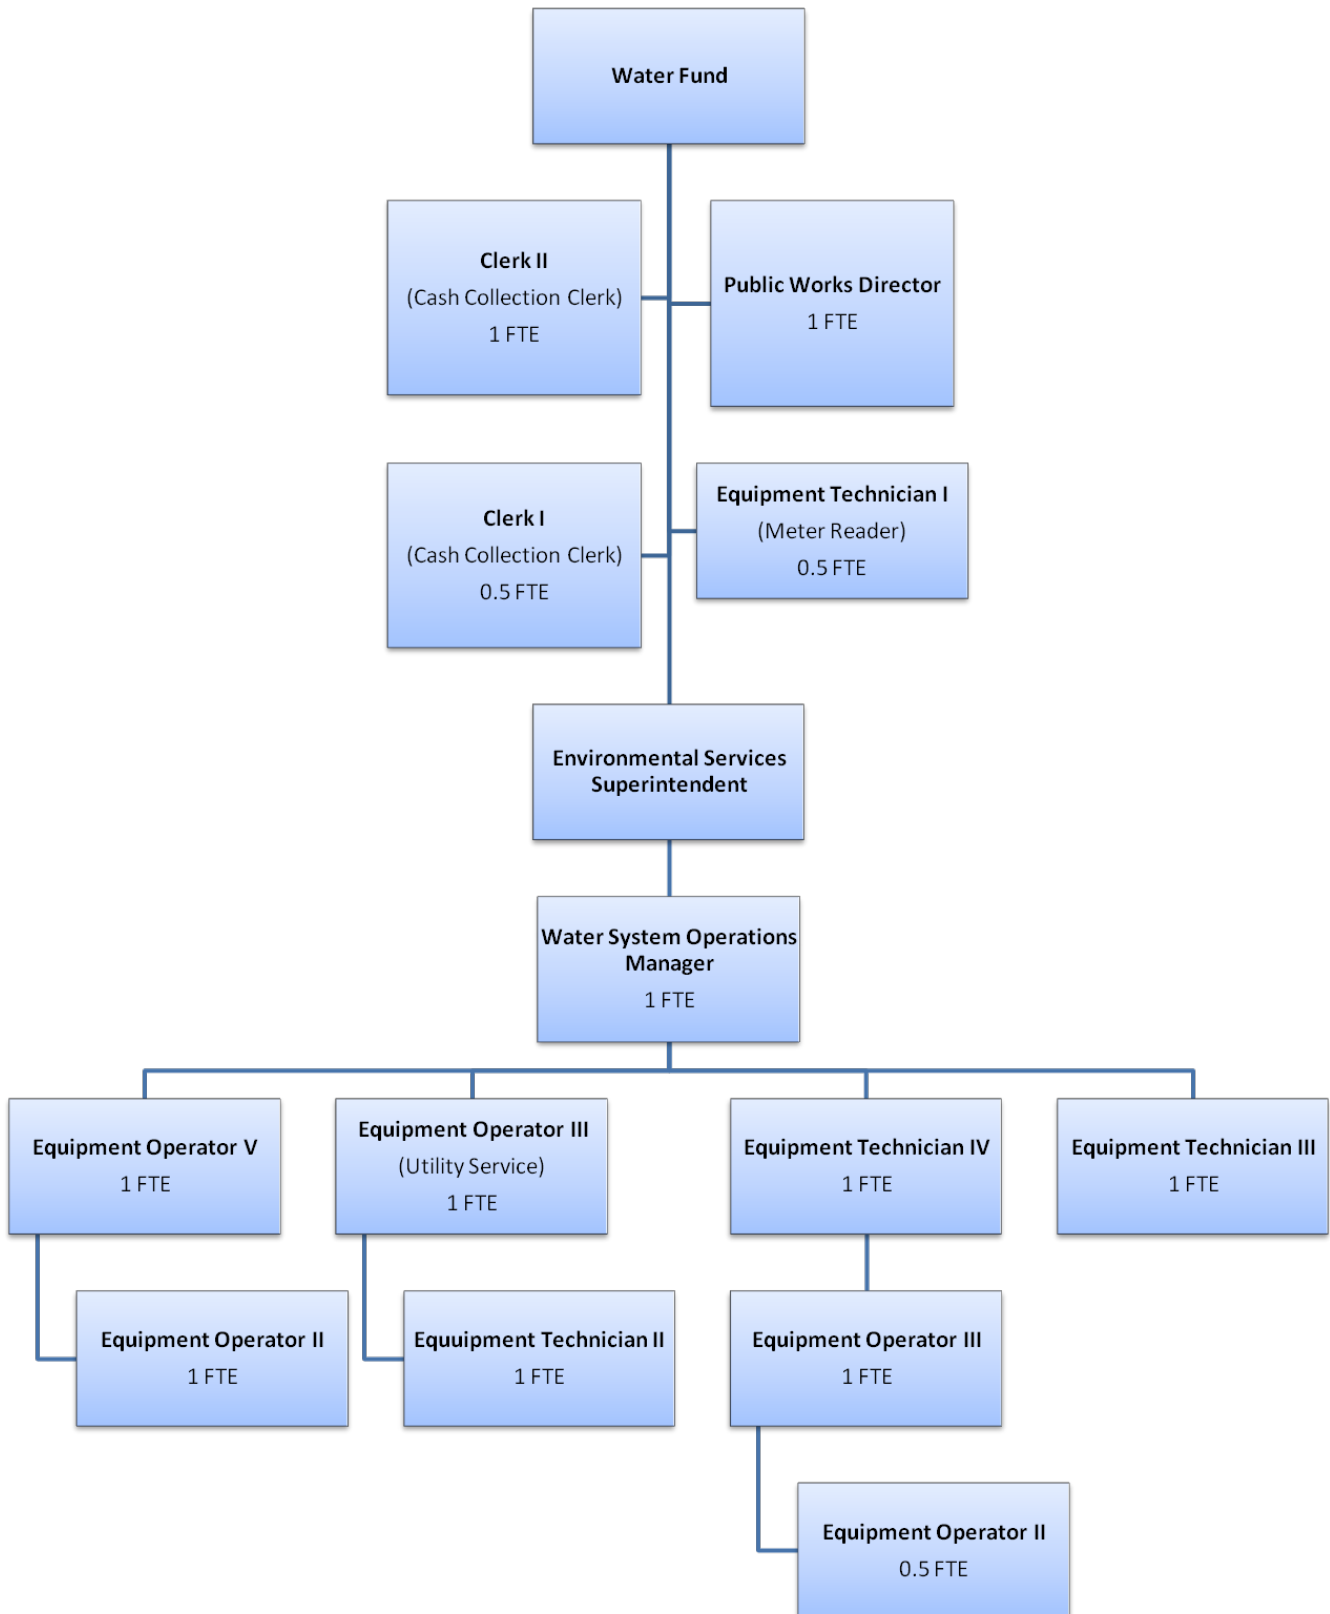 Water Fund
Clerk II
(Cash Collection Clerk)
1 FTE
Public Works Director
1 FTE
Clerk I
(Cash Collection Clerk)
0.5 FTE
Equipment Technician I
(Meter Reader)
0.5 FTE
Environmental Services
Superintendent
Water System Operations
Manager
1 FTE
Equipment Operator V
1 FTE
Equipment Operator III
(Utility Service)
1 FTE
Equipment Technician IV
1 FTE
Equipment Technician III
1 FTE
Equipment Operator II
1 FTE
Equuipment Technician II
1 FTE
Equipment Operator III
1 FTE
Equipment Operator II
0.5 FTE